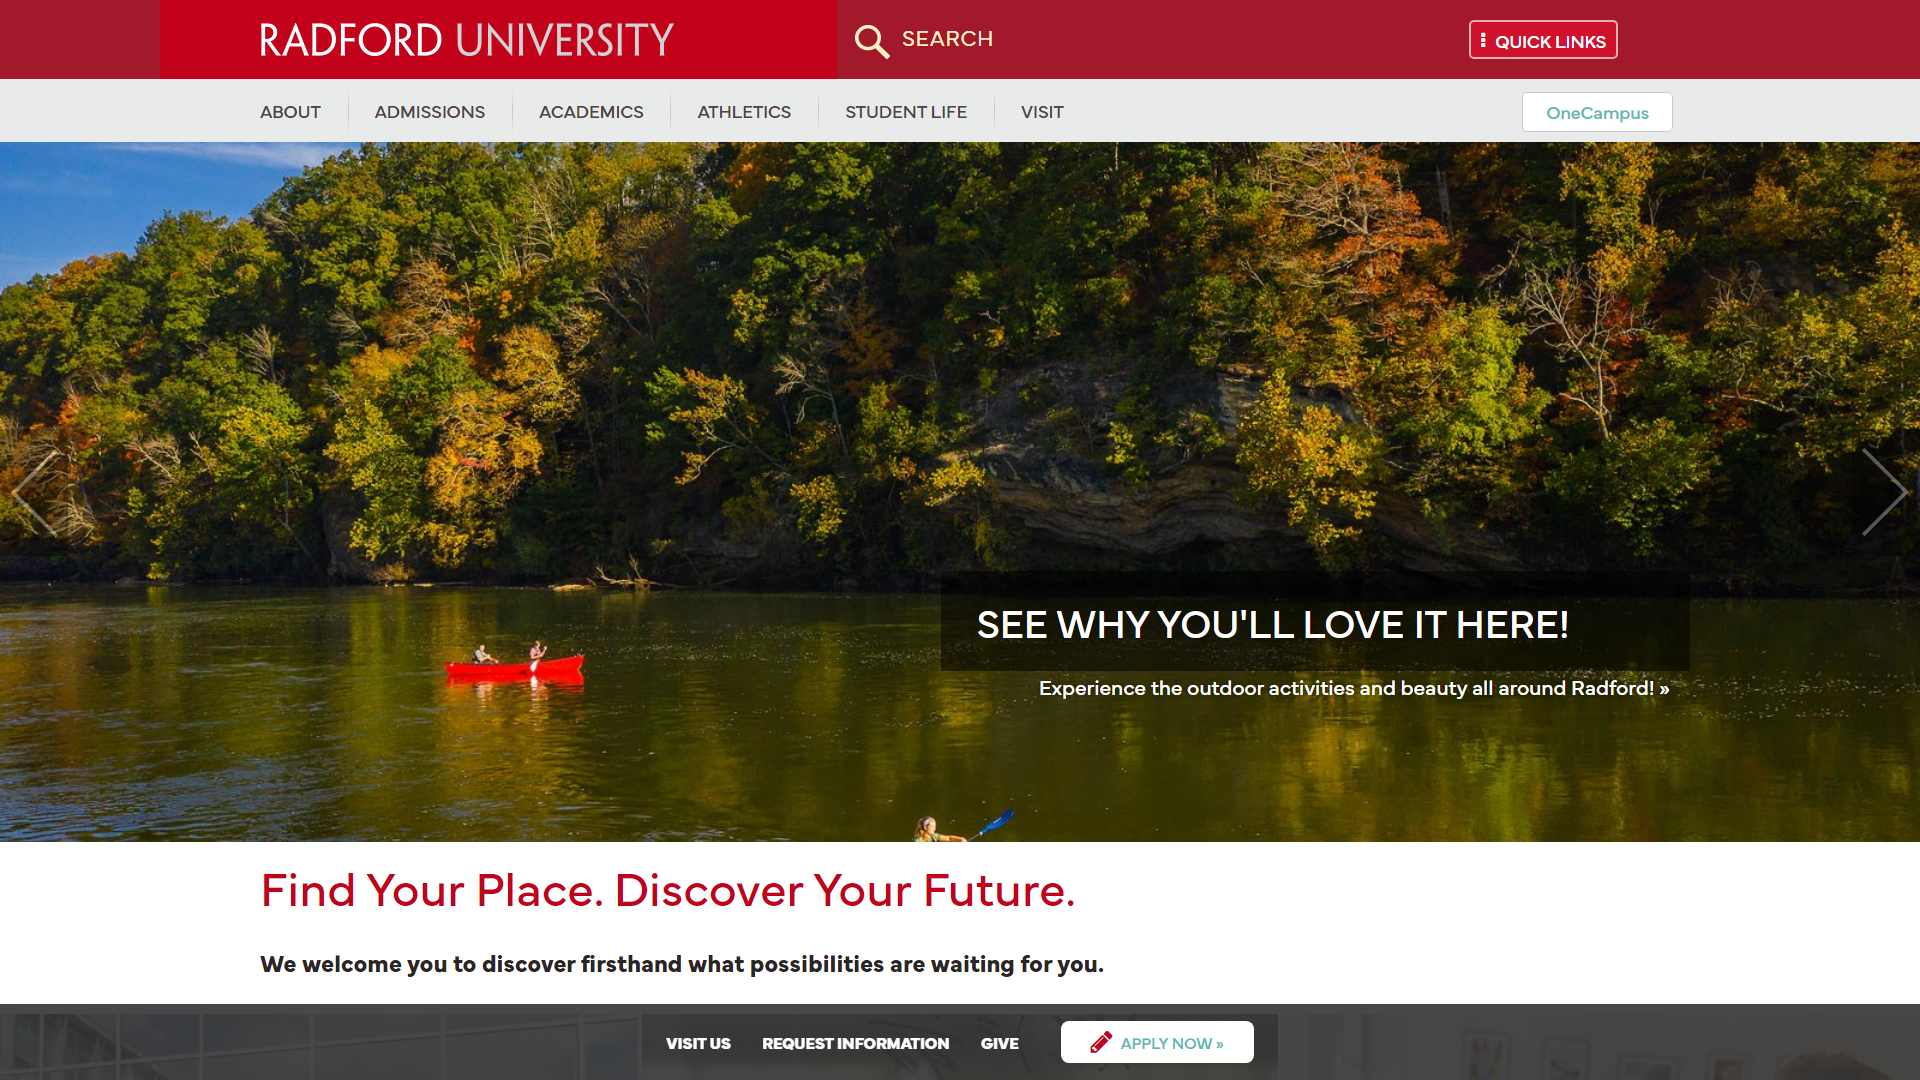 RADFORD UNIVERSITY
SEARCH
QUICK LINKS
ABOUT
ADMISSIONS
ACADEMICS
ATHLETICS
STUDENT LIFE
VISIT
OneCampus
SEE WHY YOU'LL LOVE IT HERE!
Experience the outdoor activities and beauty all around Radford! »
Find Your Place. Discover Your Future.
We welcome you to discover firsthand what possibilities are waiting for you.
VISIT US
REQUEST INFORMATION
GIVE
APPLY NOW »